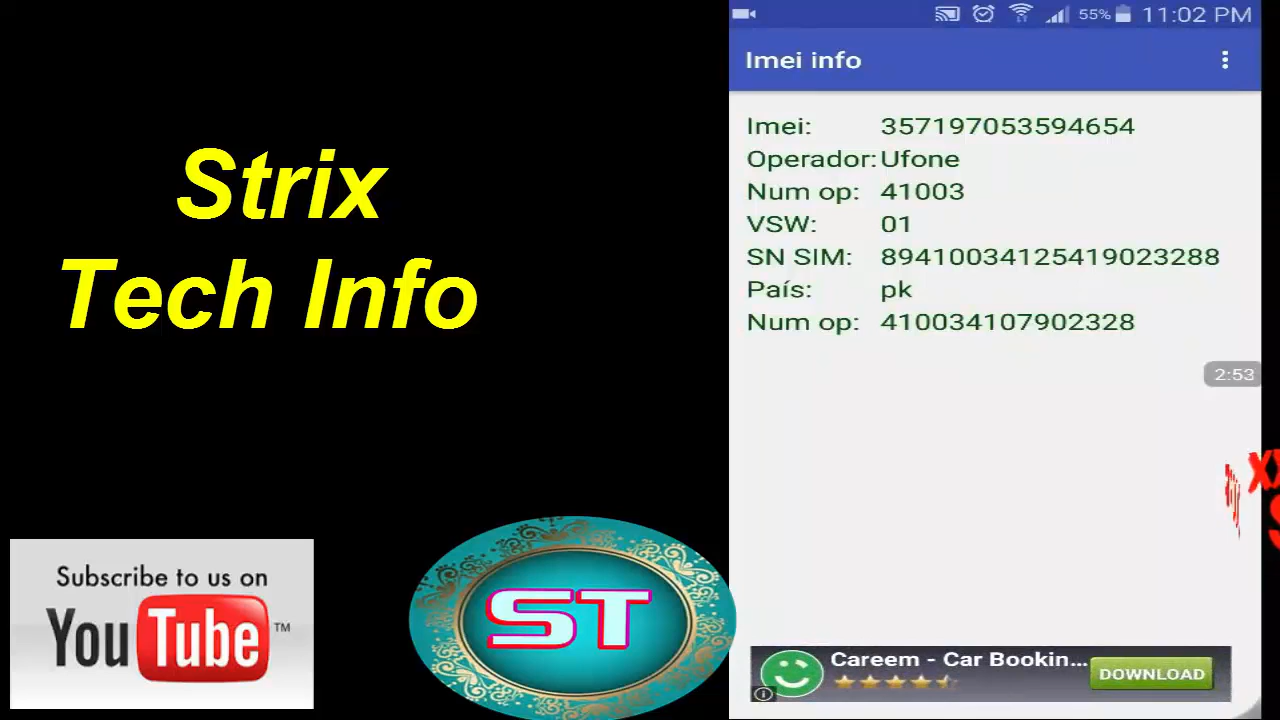 Strix
Tech Info
Subscribe to us on
YouTube™
ST
55% 11:02 PM
Imei info
Imei: 357197053594654
Operador: Ufone
Num op: 41003
VSW: 01
SN SIM: 89410034125419023288
País: pk
Num op: 410034107902328
2:53
Careem - Car Bookin...
DOWNLOAD